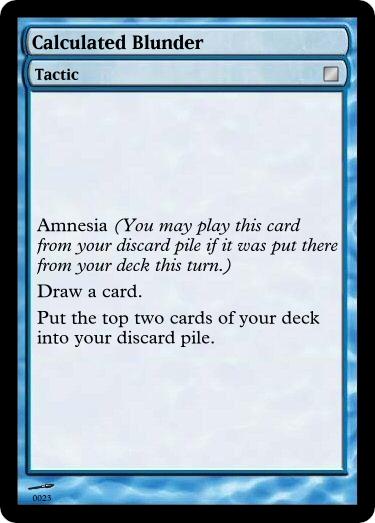 Calculated Blunder
Tactic
Amnesia (You may play this card
from your discard pile if it was put there
from your deck this turn.)
Draw a card.
Put the top two cards of your deck
into your discard pile.
0023